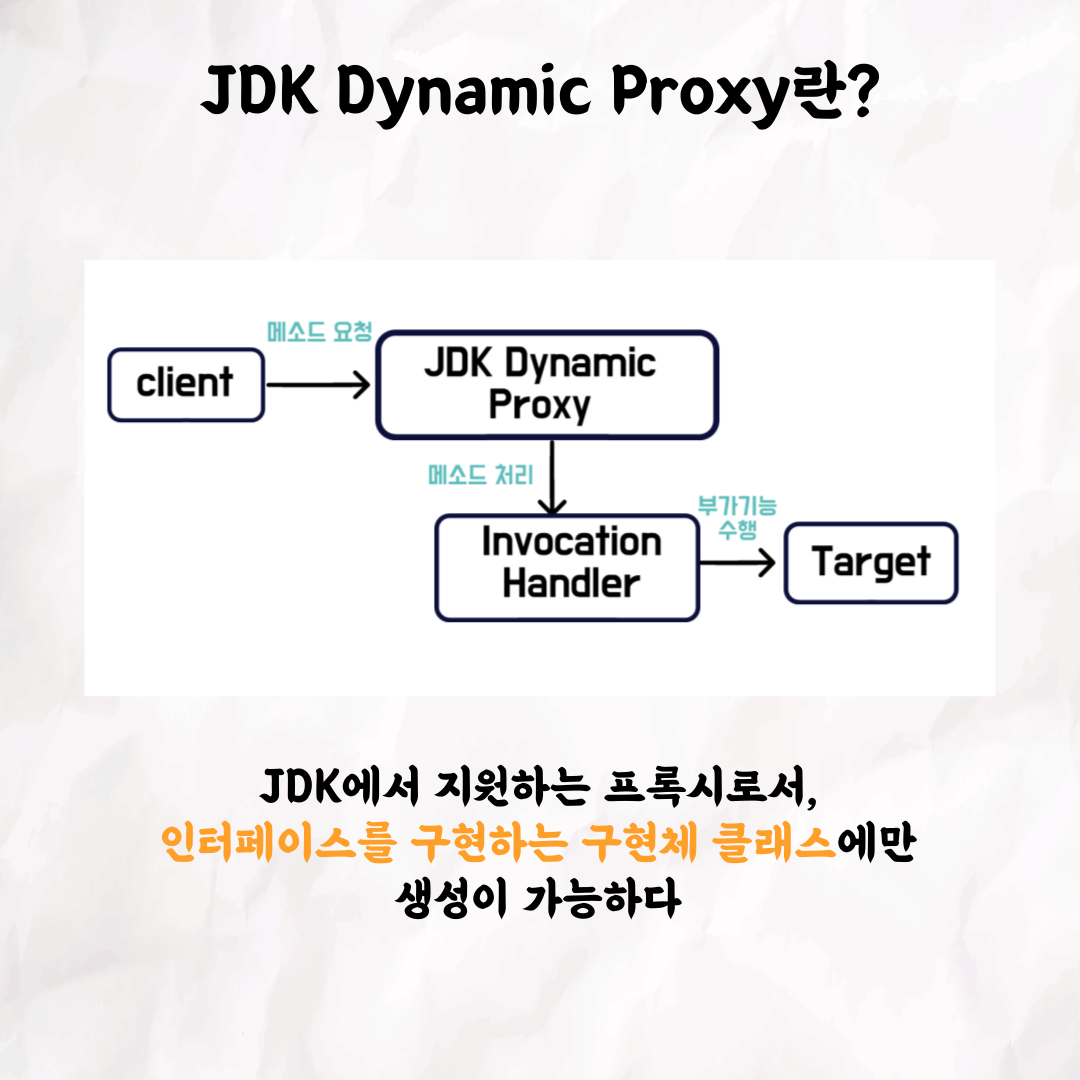 JDK Dynamic Proxy란?
메소드 요청
client
JDK Dynamic
Proxy
메소드 처리
부가기능
수행
Invocation
Handler
Target
JDK에서 지원하는 프록시로서,
인터페이스를 구현하는 구현체 클래스에만
생성이 가능하다